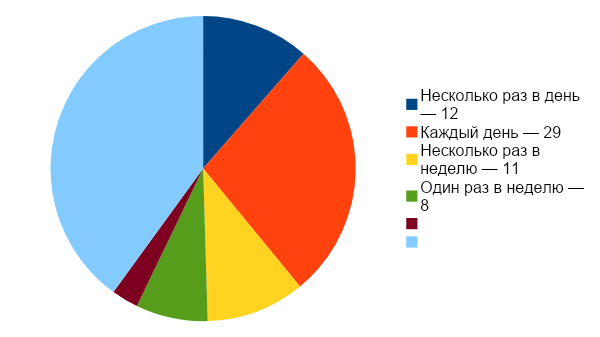 Несколько раз в день
— 12
Каждый день — 29
Несколько раз в
неделю — 11
Один раз в неделю —
8